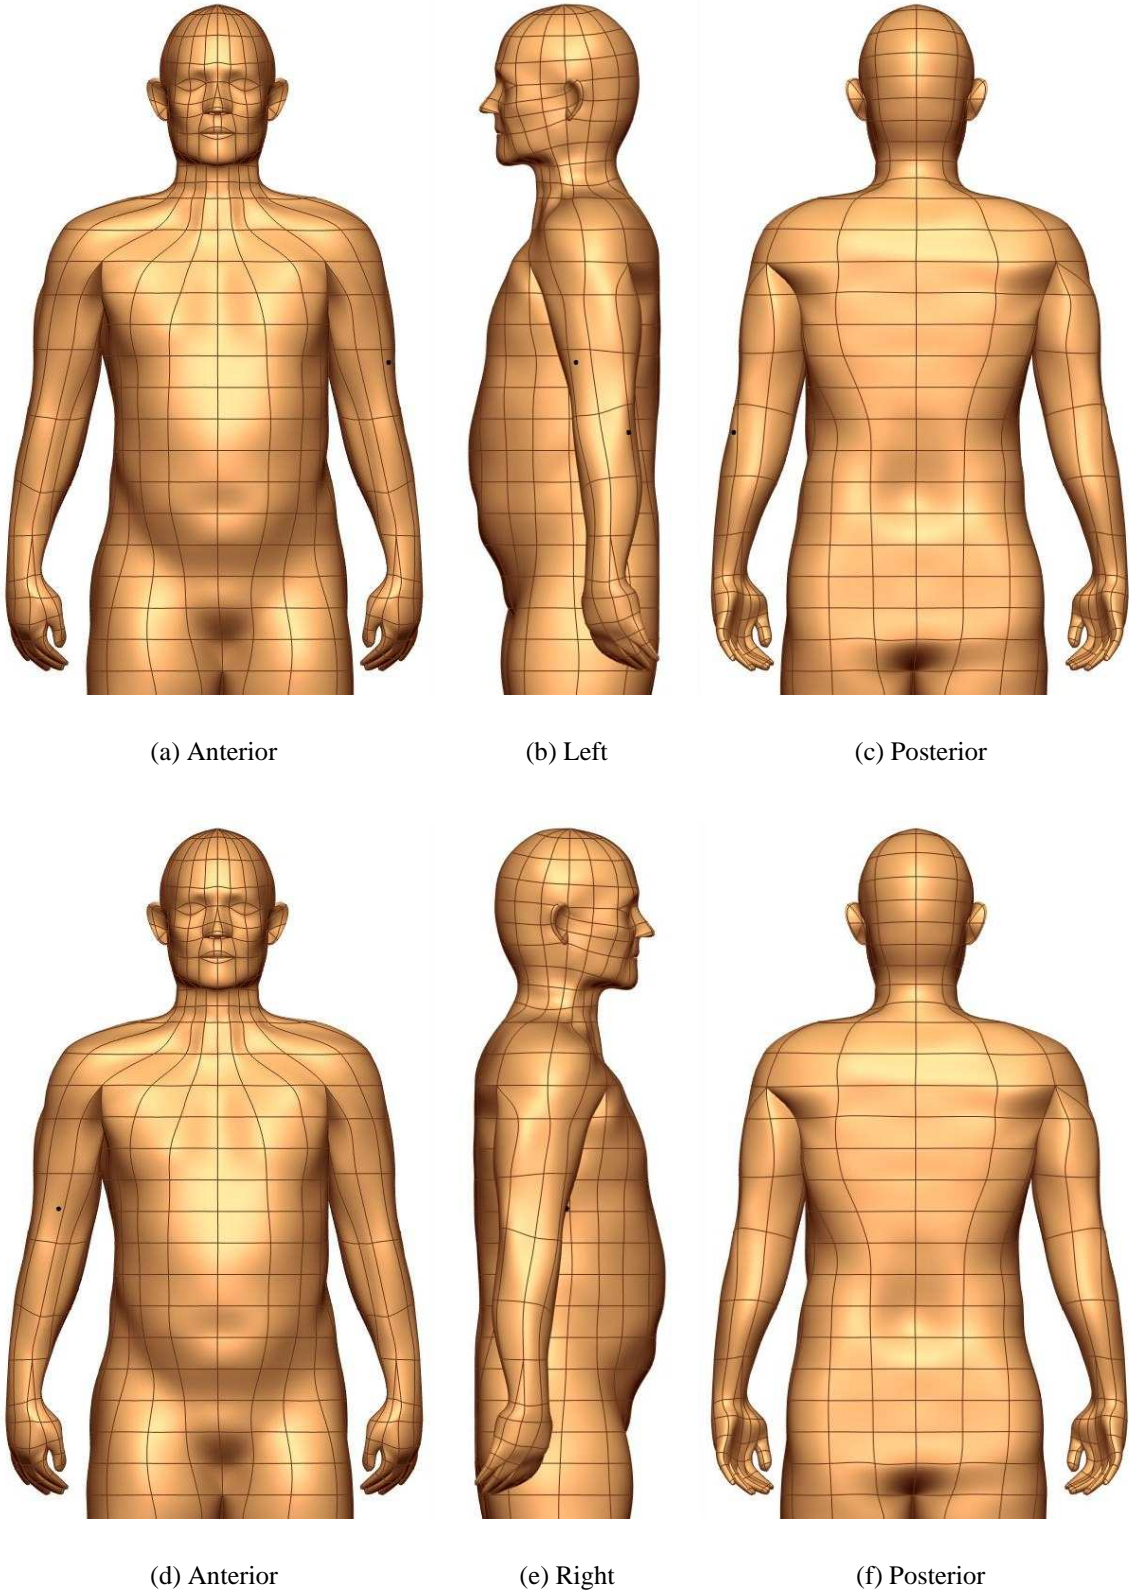 (a) Anterior
(b) Left
(c) Posterior
(d) Anterior
(e) Right
(f) Posterior